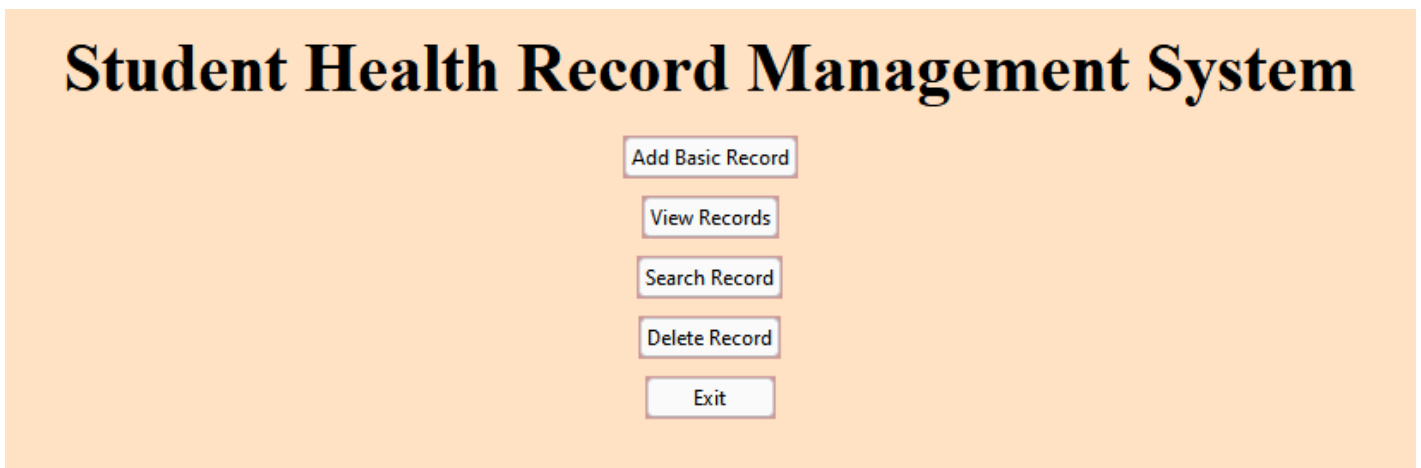 Student Health Record Management System
Add Basic Record
View Records
Search Record
Delete Record
Exit